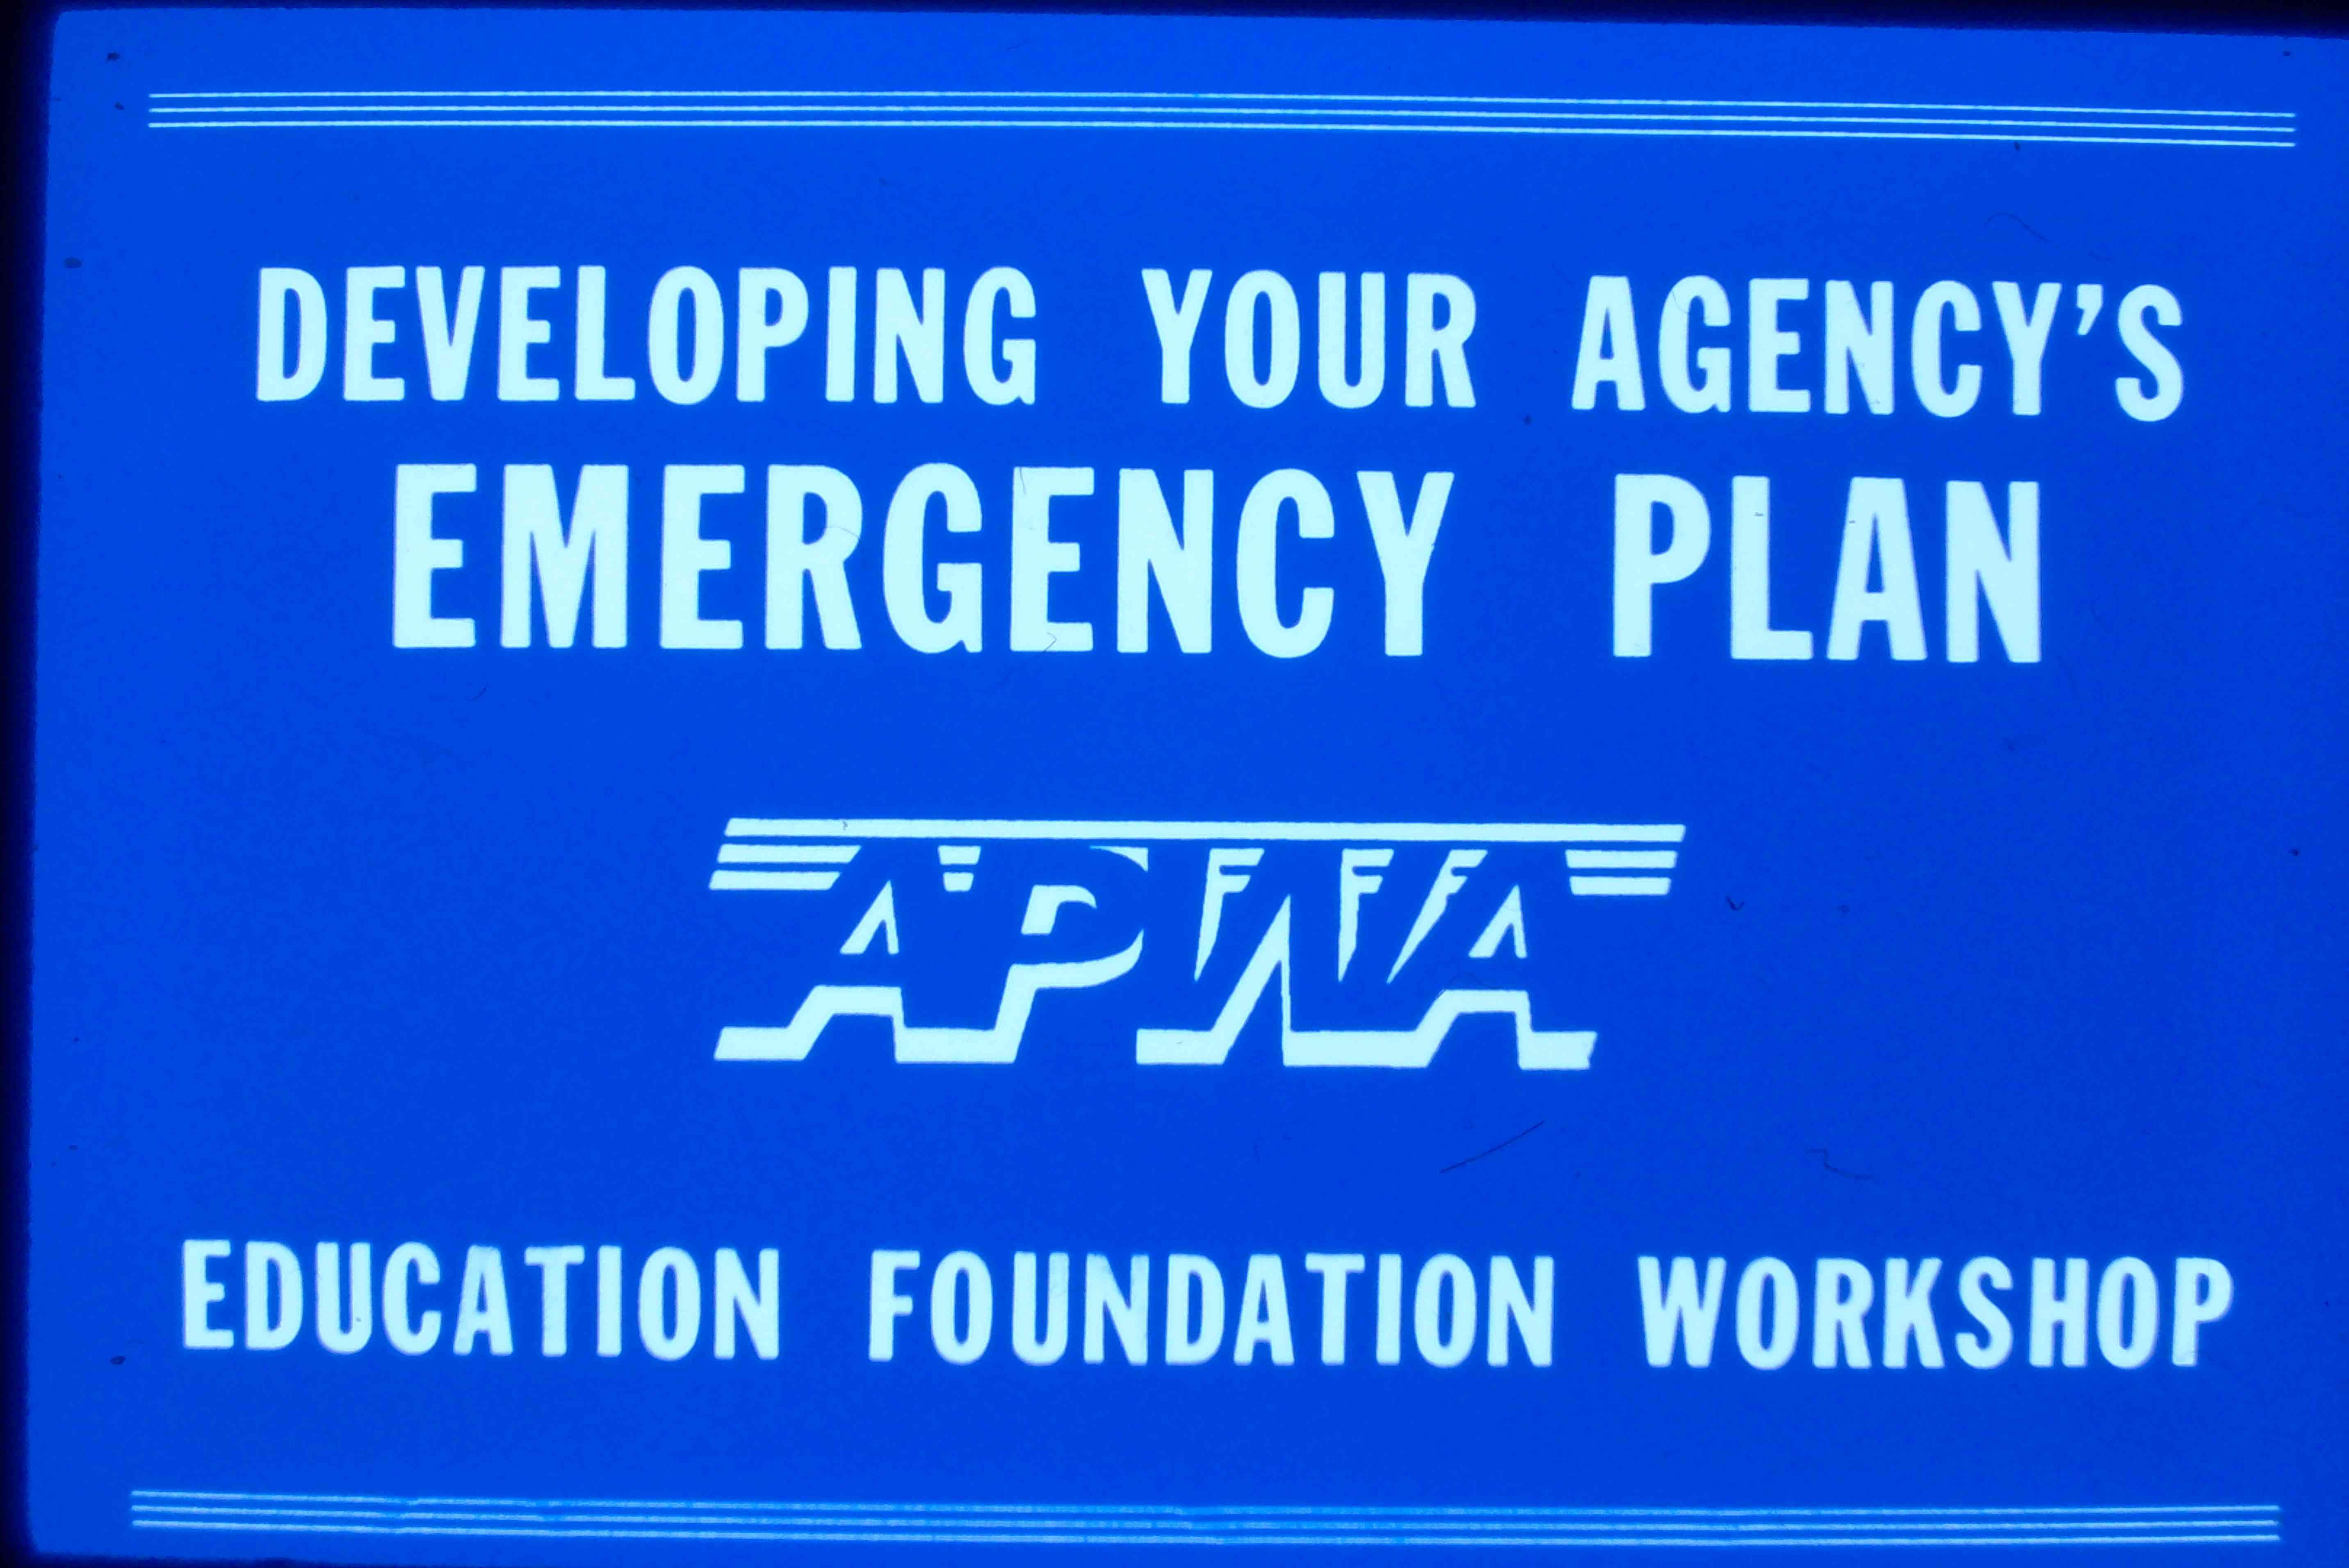 DEVELOPING YOUR AGENCY'S
EMERGENCY PLAN
APWA
EDUCATION FOUNDATION WORKSHOP